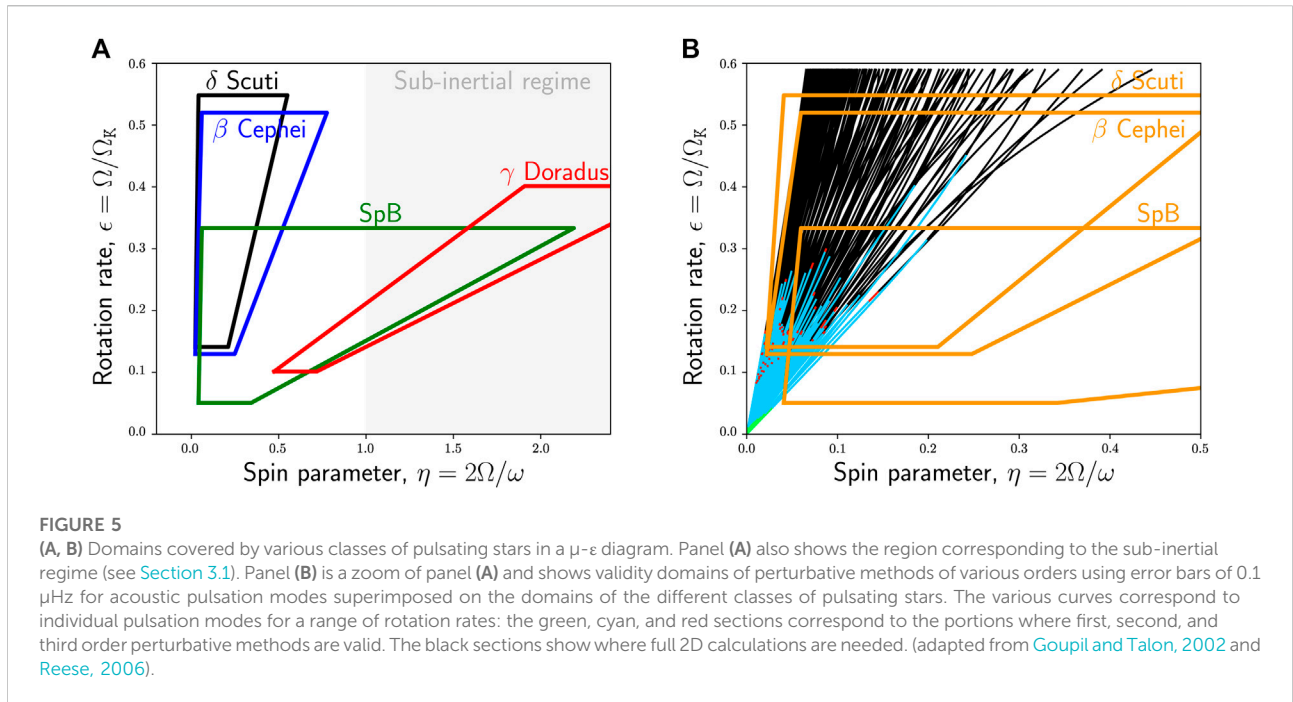 A
B
0.6
0.5
0.4
0.3
0.2
0.1
0.0
Rotation rate, ϵ = Ω/Ω_K
δ Scuti
β Cephei
Sub-inertial regime
γ Doradus
SpB
0.0 0.5 1.0 1.5 2.0
Spin parameter, η = 2Ω/ω
0.6
0.5
0.4
0.3
0.2
0.1
0.0
Rotation rate, ϵ = Ω/Ω_K
δ Scuti
β Cephei
SpB
0.0 0.1 0.2 0.3 0.4 0.5
Spin parameter, η = 2Ω/ω
FIGURE 5
(A, B) Domains covered by various classes of pulsating stars in a μ-ε diagram. Panel (A) also shows the region corresponding to the sub-inertial
regime (see Section 3.1). Panel (B) is a zoom of panel (A) and shows validity domains of perturbative methods of various orders using error bars of 0.1
μHz for acoustic pulsation modes superimposed on the domains of the different classes of pulsating stars. The various curves correspond to
individual pulsation modes for a range of rotation rates: the green, cyan, and red sections correspond to the portions where first, second, and
third order perturbative methods are valid. The black sections show where full 2D calculations are needed. (adapted from Goupil and Talon, 2002 and
Reese, 2006).